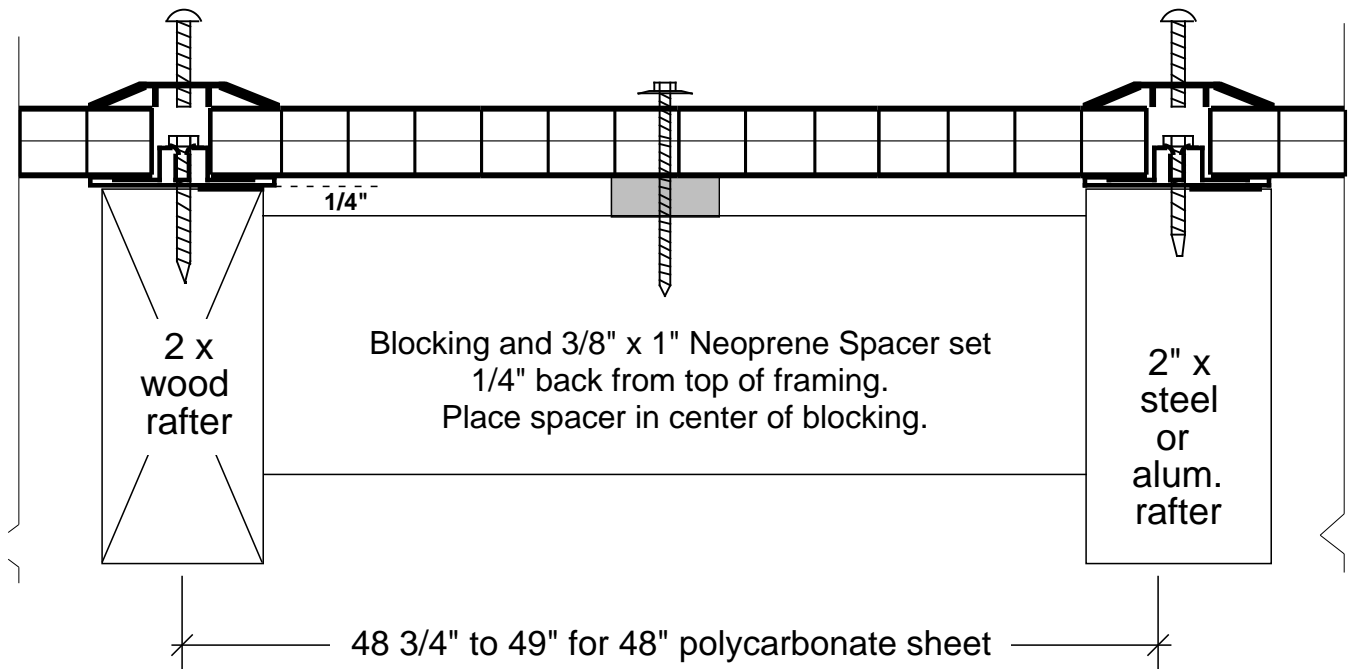 1/4"
2 x
wood
rafter
Blocking and 3/8" x 1" Neoprene Spacer set
1/4" back from top of framing.
Place spacer in center of blocking.
2" x
steel
or
alum.
rafter
48 3/4" to 49" for 48" polycarbonate sheet